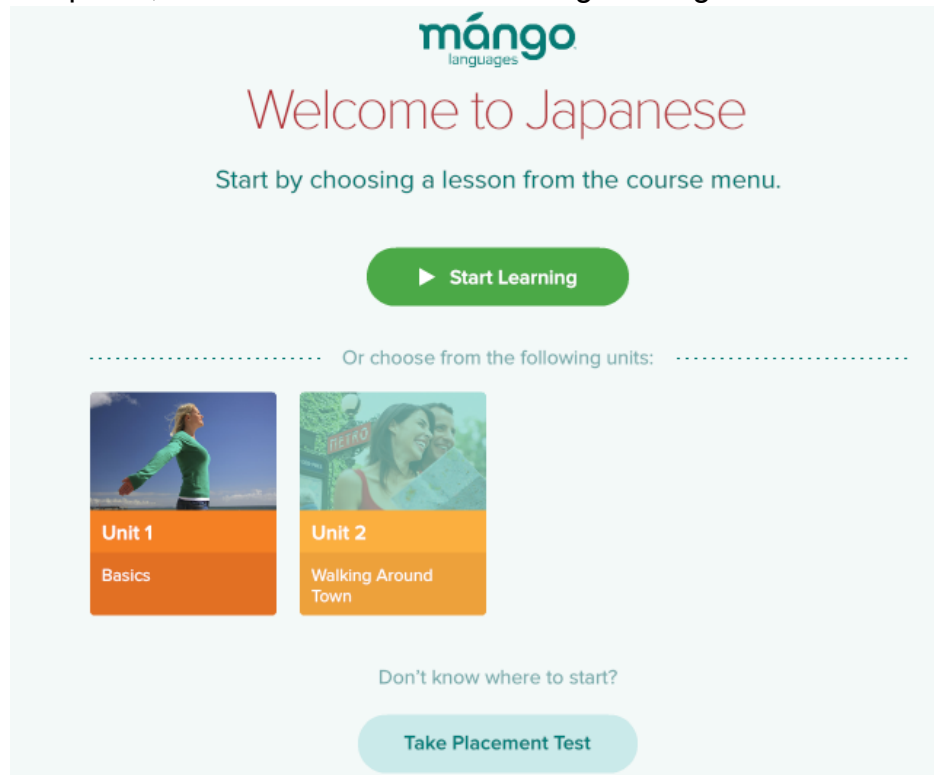 mángo
languages
Welcome to Japanese
Start by choosing a lesson from the course menu.
Start Learning
Or choose from the following units:
METRO
Unit 1
Basics
Unit 2
Walking Around
Town
Don't know where to start?
Take Placement Test